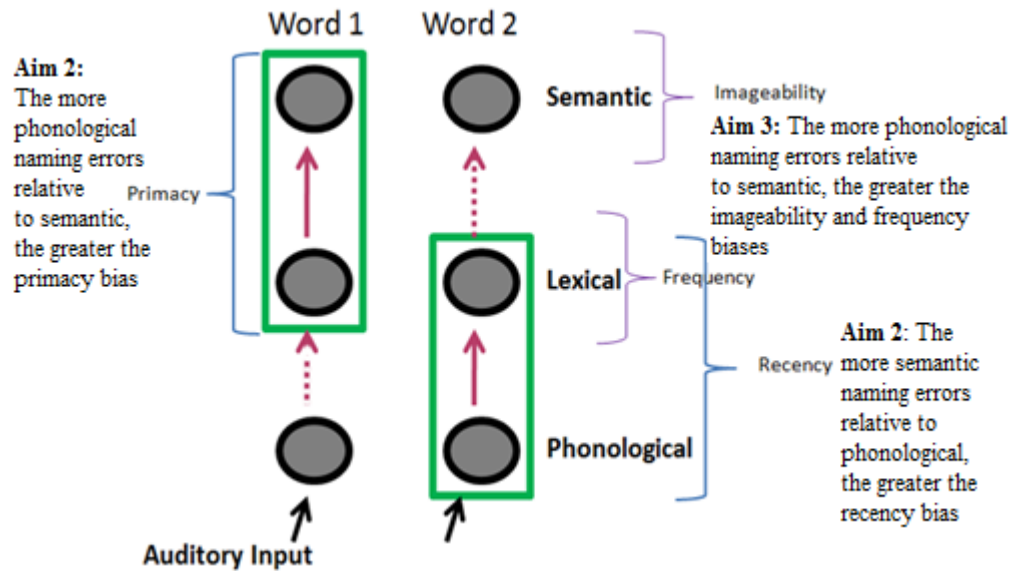 Word 1
Word 2
Aim 2:
The more
phonological
naming errors
relative
to semantic,
the greater the
primacy bias
Primacy
Semantic
Imageability
Aim 3: The more phonological
naming errors relative
to semantic, the greater the
imageability and frequency
biases
Lexical
Frequency
Recency
Aim 2: The
more semantic
naming errors
relative to
phonological,
the greater the
recency bias
Phonological
Auditory Input